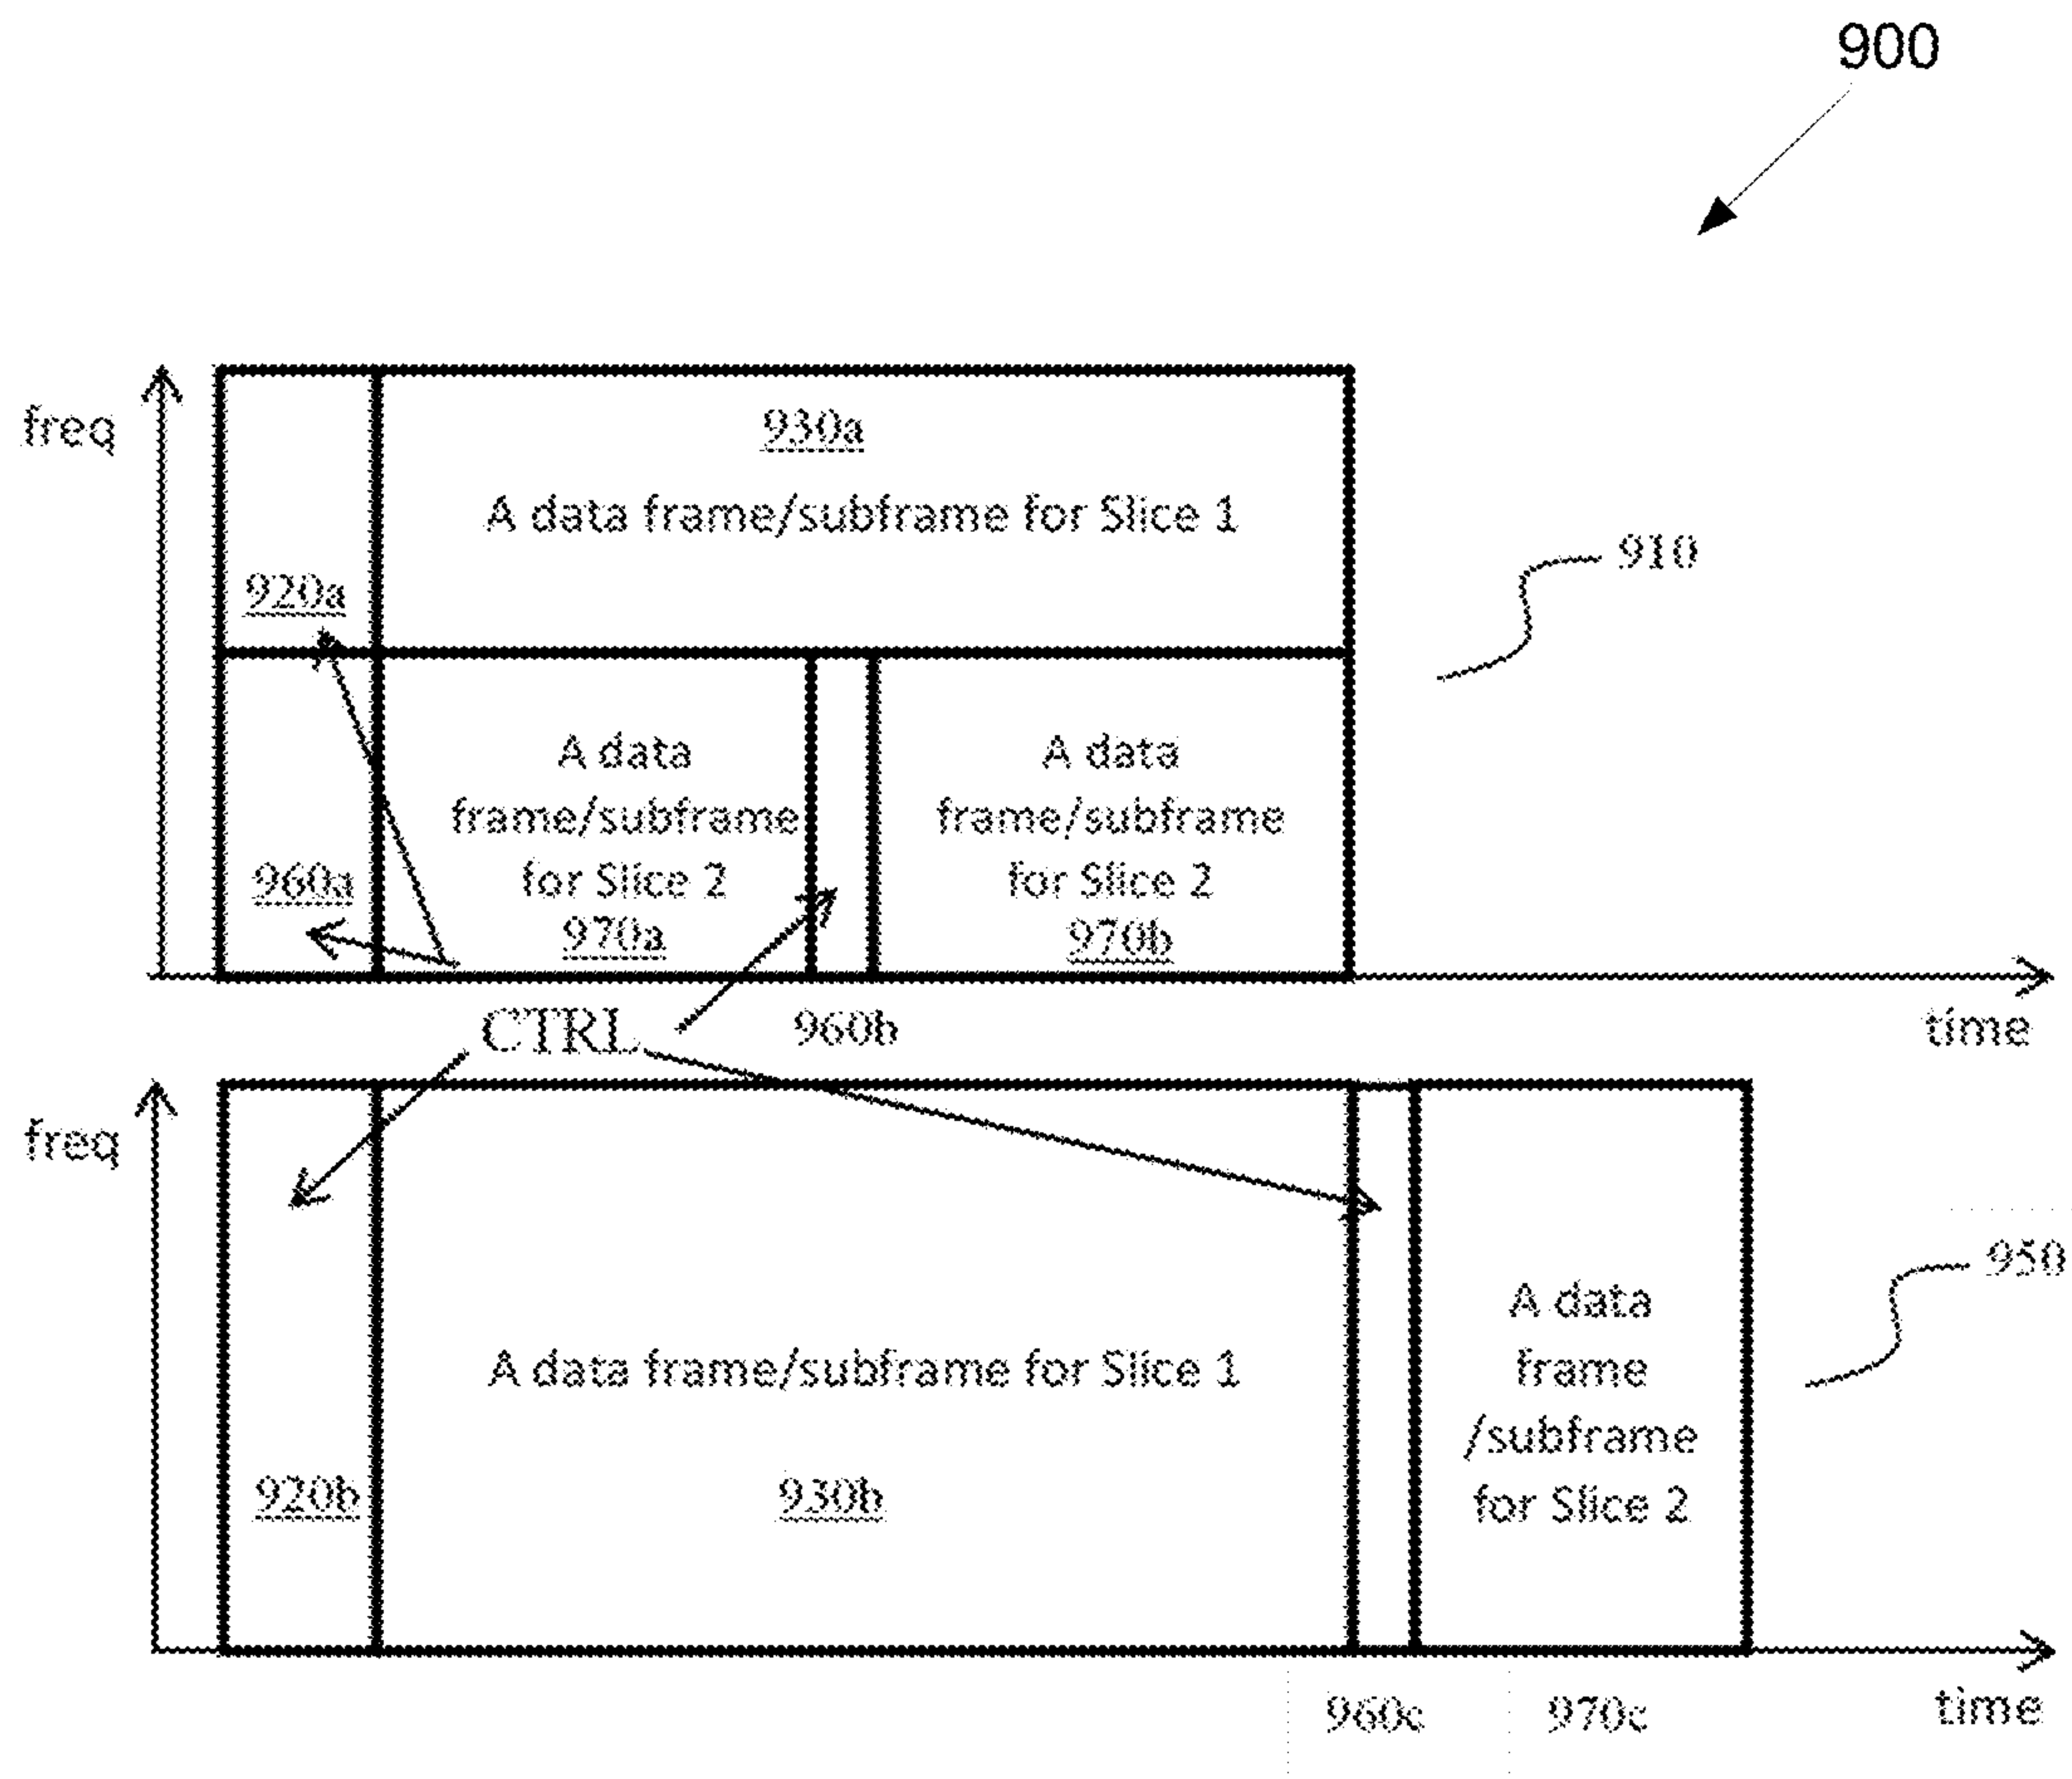 900
freq
930a
A data frame/subframe for Slice 1
910
920a
A data
frame/subframe
for Slice 2
970a
A data
frame/subframe
for Slice 2
970b
960a
CTRL
960b
time
freq
950
A data frame/subframe for Slice 1
930b
920b
A data
frame
/subframe
for Slice 2
960c
970c
time